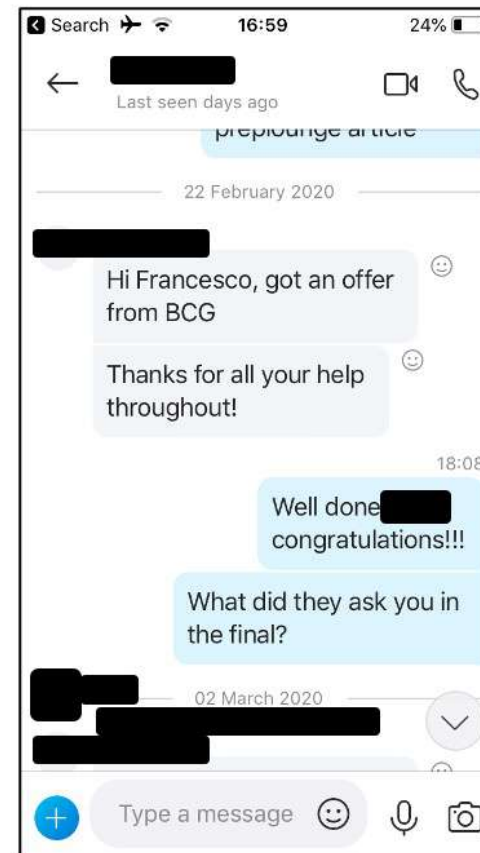 Search 16:59 24%
Last seen days ago
preplounge article
22 February 2020
Hi Francesco, got an offer
from BCG
Thanks for all your help
throughout!
18:08
Well done
congratulations!!!
What did they ask you in
the final?
02 March 2020
Type a message